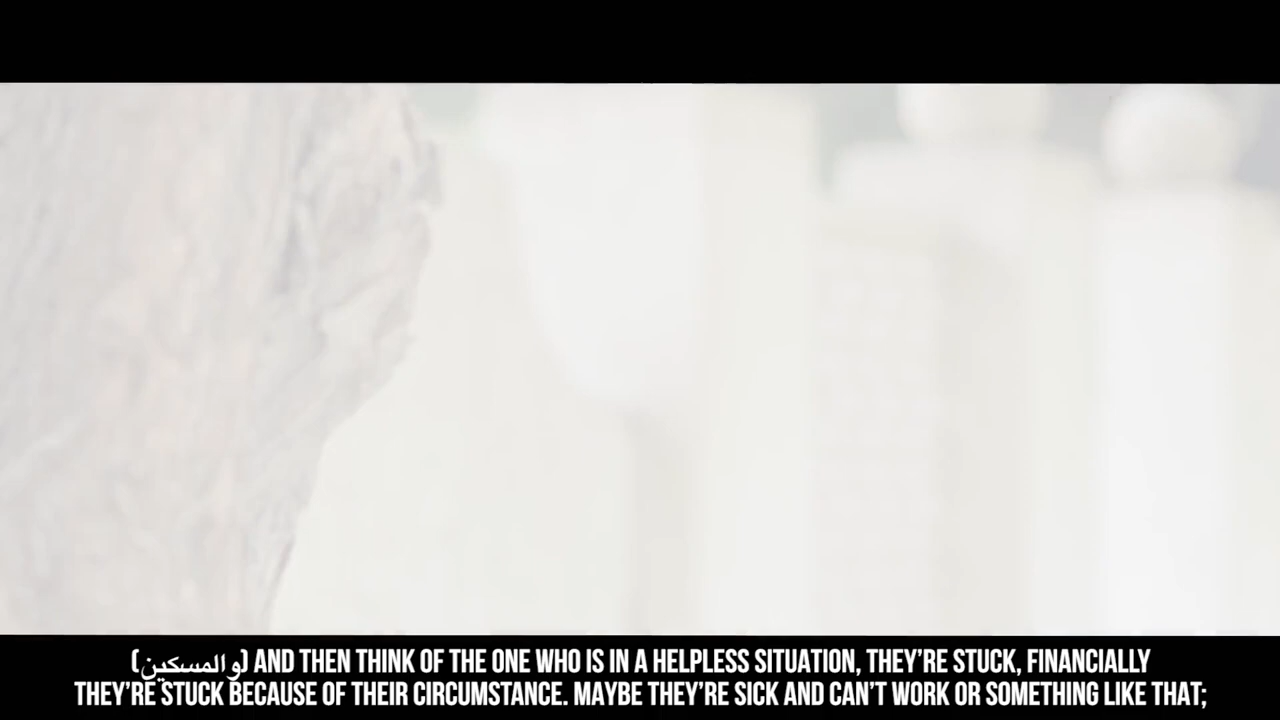 (والمسكين) AND THEN THINK OF THE ONE WHO IS IN A HELPLESS SITUATION, THEY'RE STUCK, FINANCIALLY
THEY'RE STUCK BECAUSE OF THEIR CIRCUMSTANCE. MAYBE THEY'RE SICK AND CAN'T WORK OR SOMETHING LIKE THAT;